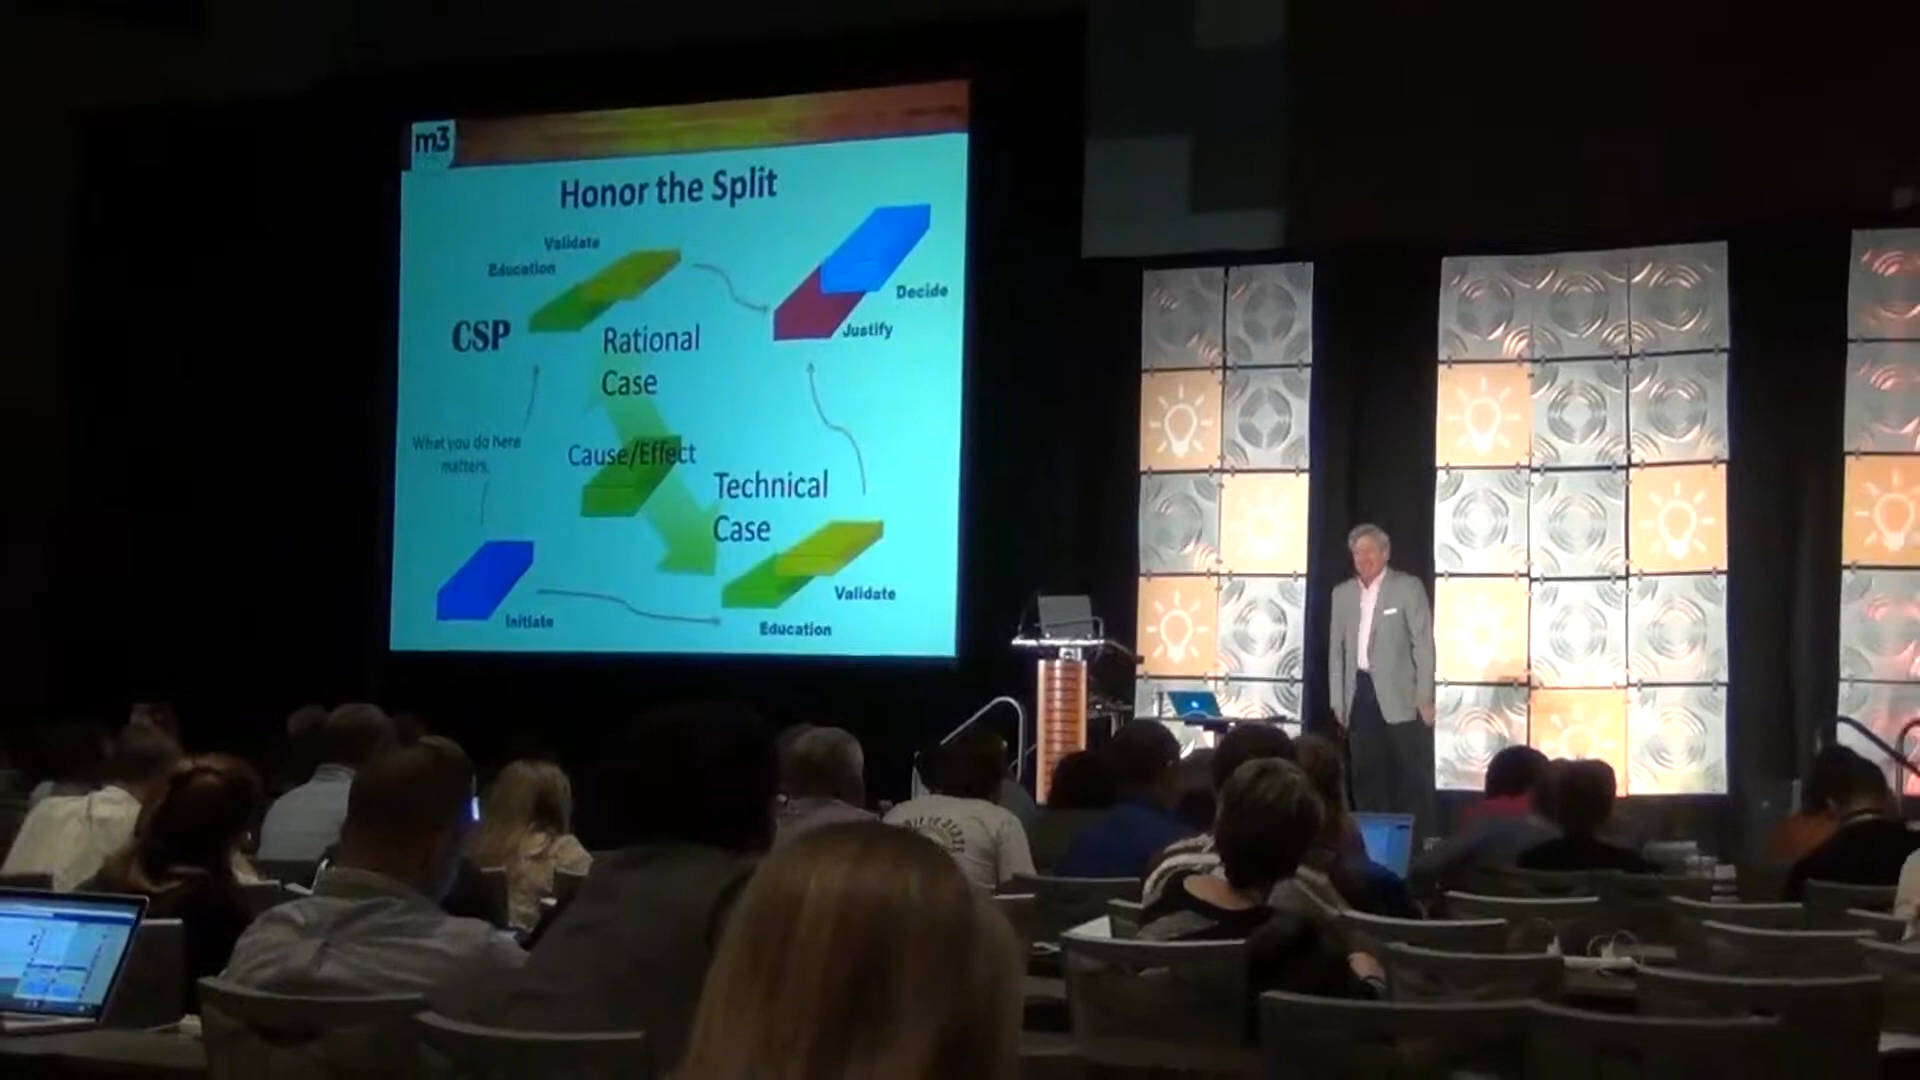 m3
Honor the Split
Validate
Education
CSP
Rational
Case
Decide
Justify
What you do here
matters.
Cause/Effect
Technical
Case
Initiate
Validate
Education